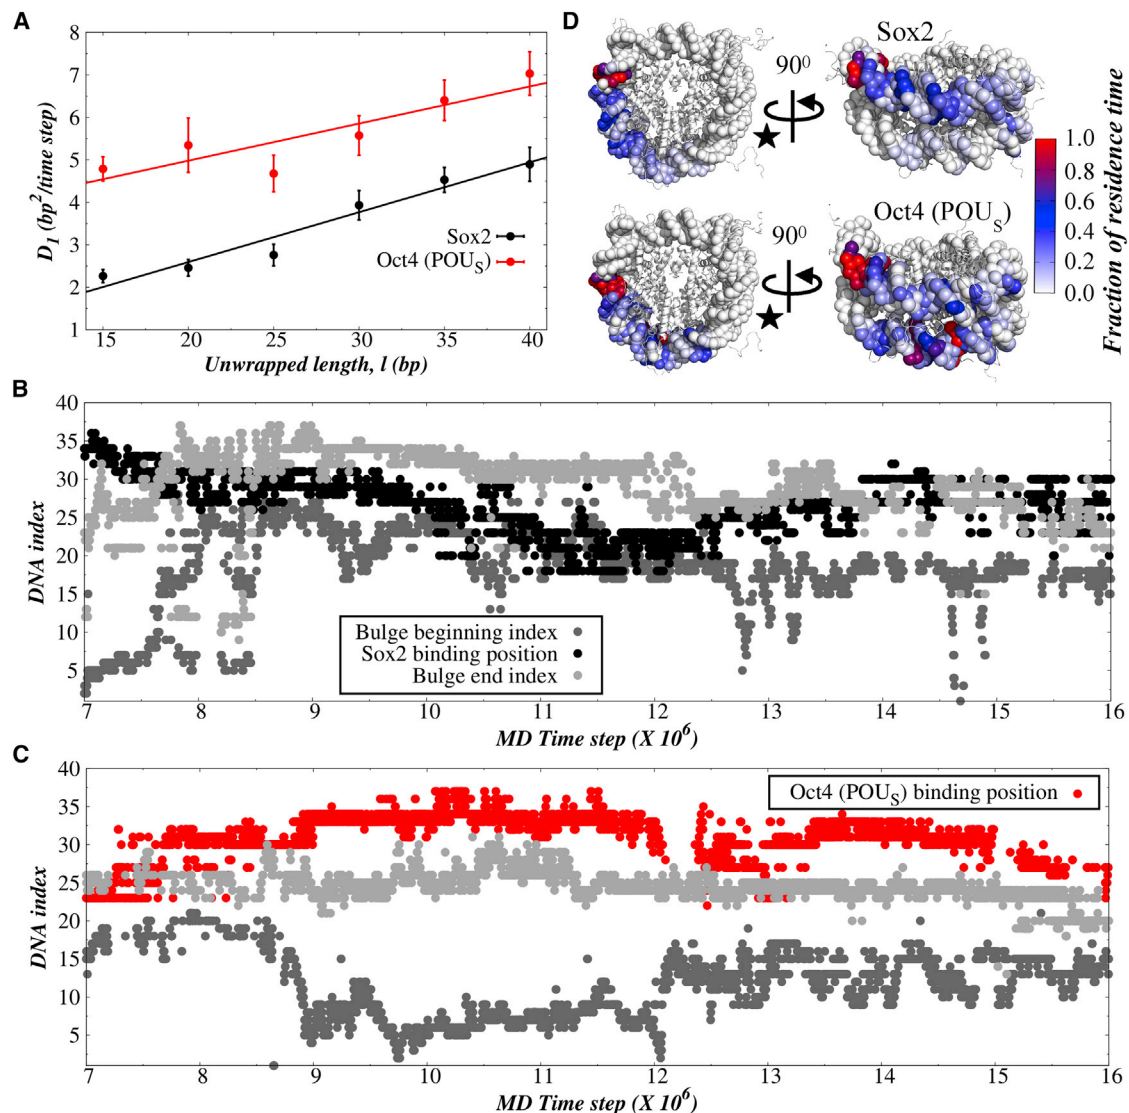 A
D1 (bp2/time step)
8
7
6
5
4
3
2
1
Sox2
Oct4 (POUS)
15 20 25 30 35 40
Unwrapped length, l (bp)
D
Sox2
900
Oct4 (POUS)
900
1.0
0.8
0.6
0.4
0.2
0.0
Fraction of residence time
B
DNA index
40
35
30
25
20
15
10
5
Bulge beginning index
Sox2 binding position
Bulge end index
7 8 9 10 11 12 13 14 15 16
MD Time step (X 106)
C
DNA index
40
35
30
25
20
15
10
5
Oct4 (POUS) binding position
7 8 9 10 11 12 13 14 15 16
MD Time step (X 106)